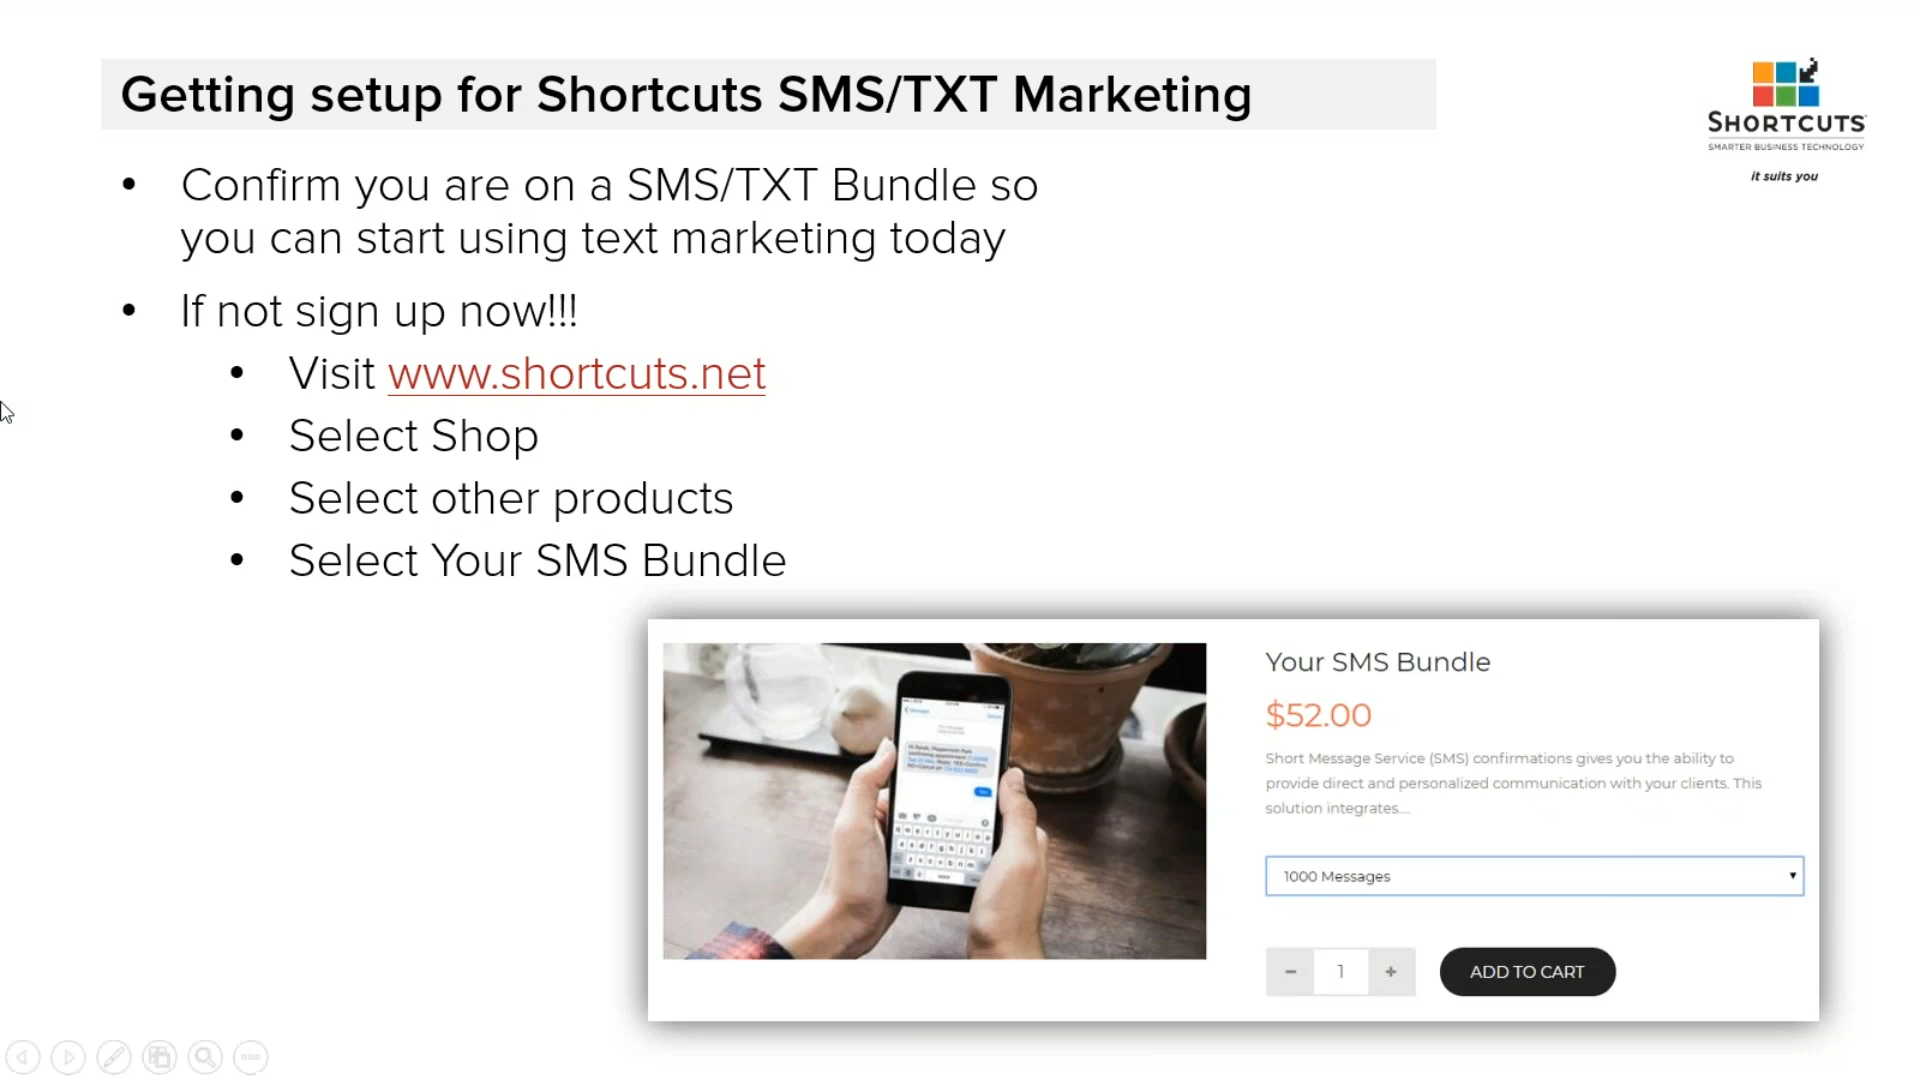 Getting setup for Shortcuts SMS/TXT Marketing
SHORTCUTS
SMARTER BUSINESS TECHNOLOGY
it suits you
• Confirm you are on a SMS/TXT Bundle so
you can start using text marketing today
• If not sign up now!!!
• Visit www.shortcuts.net
• Select Shop
• Select other products
• Select Your SMS Bundle
Your SMS Bundle
$52.00
Short Message Service (SMS) confirmations gives you the ability to
provide direct and personalized communication with your clients. This
solution integrates....
1000 Messages
- 1 +
ADD TO CART